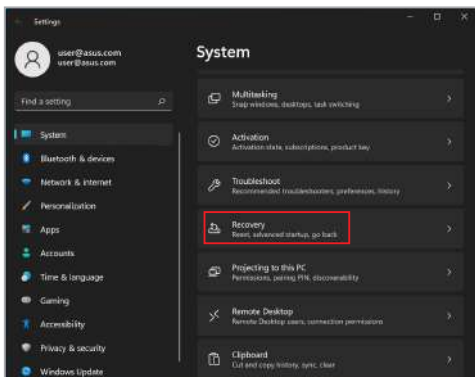 Settings
user@asus.com
user@asus.com
Find a setting
System
Bluetooth & devices
Network & internet
Personalization
Apps
Accounts
Time & language
Gaming
Accessibility
Privacy & security
Windows Update
System
Multitasking
Snap windows, desktops, task switching
Activation
Activation state, subscriptions, product key
Troubleshoot
Recommended troubleshooters, preferences, history
Recovery
Reset, advanced startup, go back
Projecting to this PC
Permissions, pairing PIN, discoverability
Remote Desktop
Remote Desktop users, connection permissions
Clipboard
Cut and copy history, sync, clear